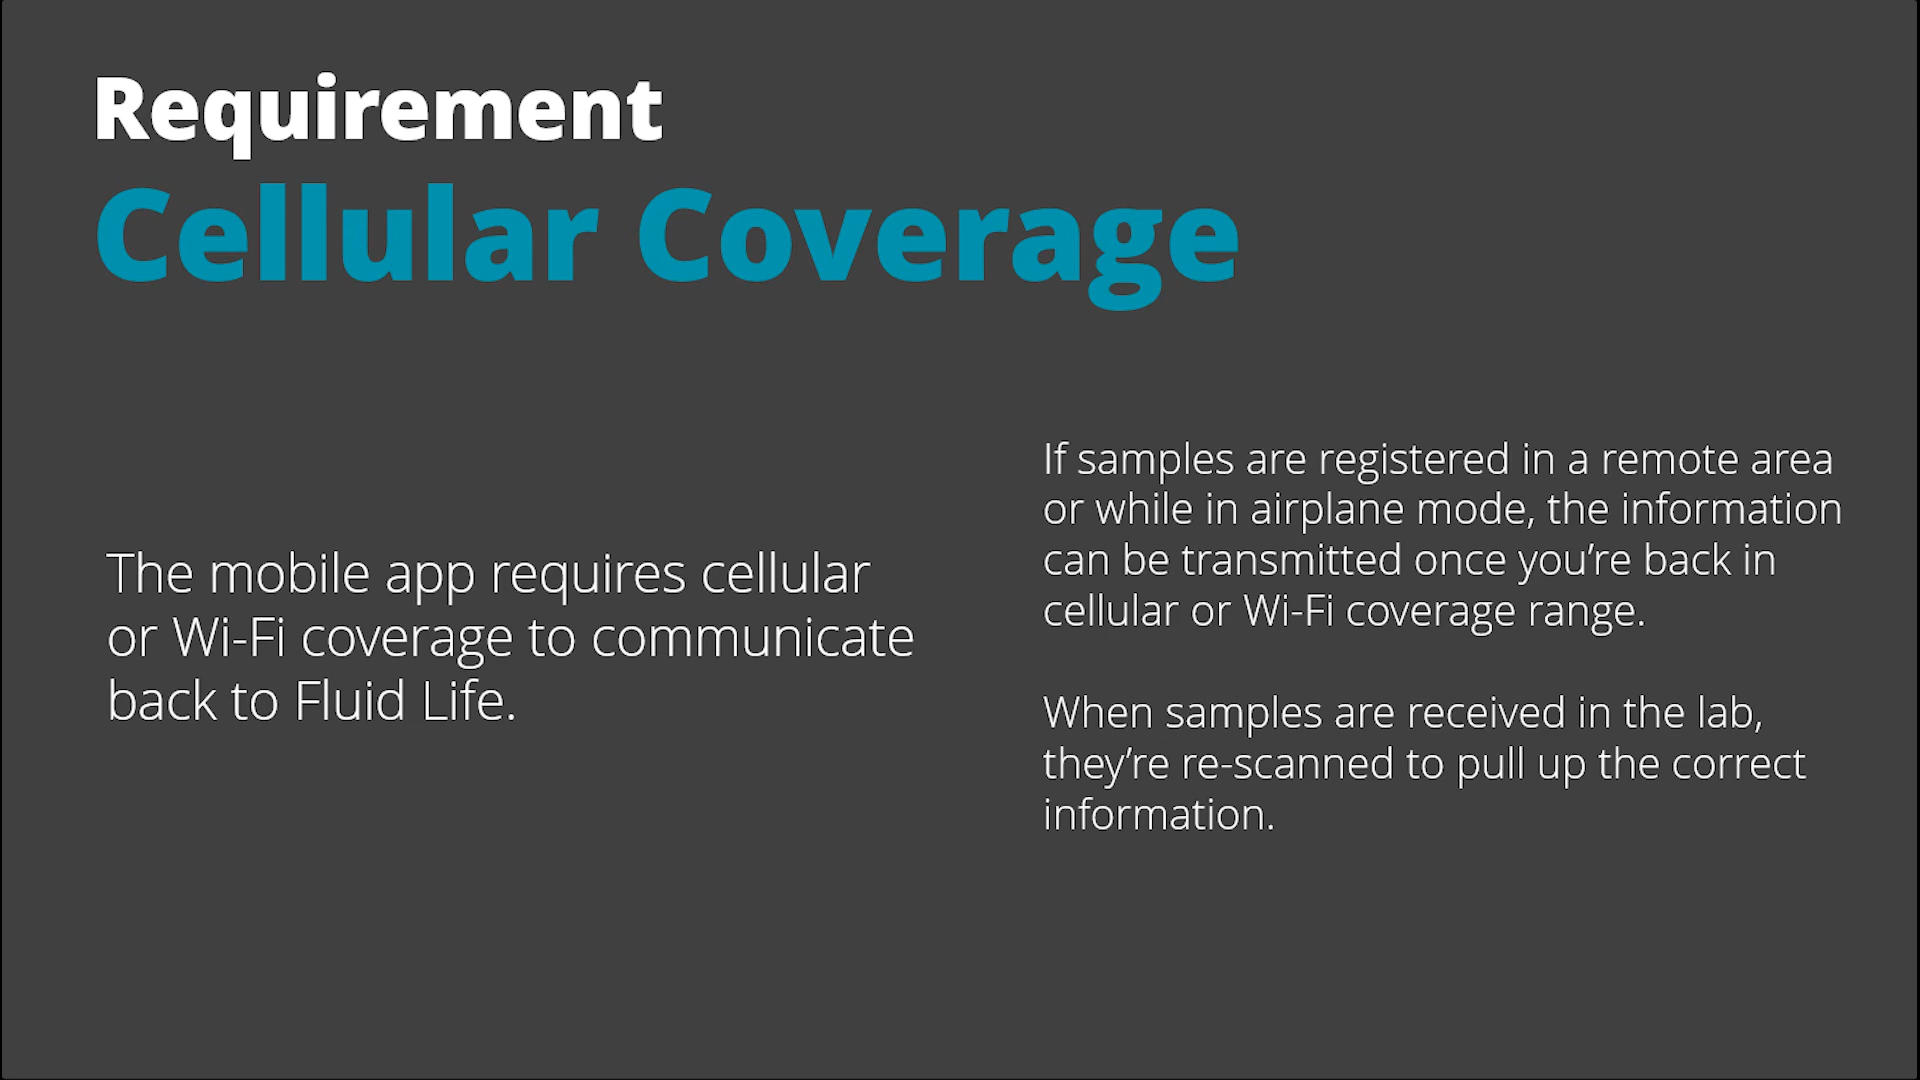 Requirement
Cellular Coverage
The mobile app requires cellular
or Wi-Fi coverage to communicate
back to Fluid Life.
If samples are registered in a remote area
or while in airplane mode, the information
can be transmitted once you’re back in
cellular or Wi-Fi coverage range.
When samples are received in the lab,
they’re re-scanned to pull up the correct
information.